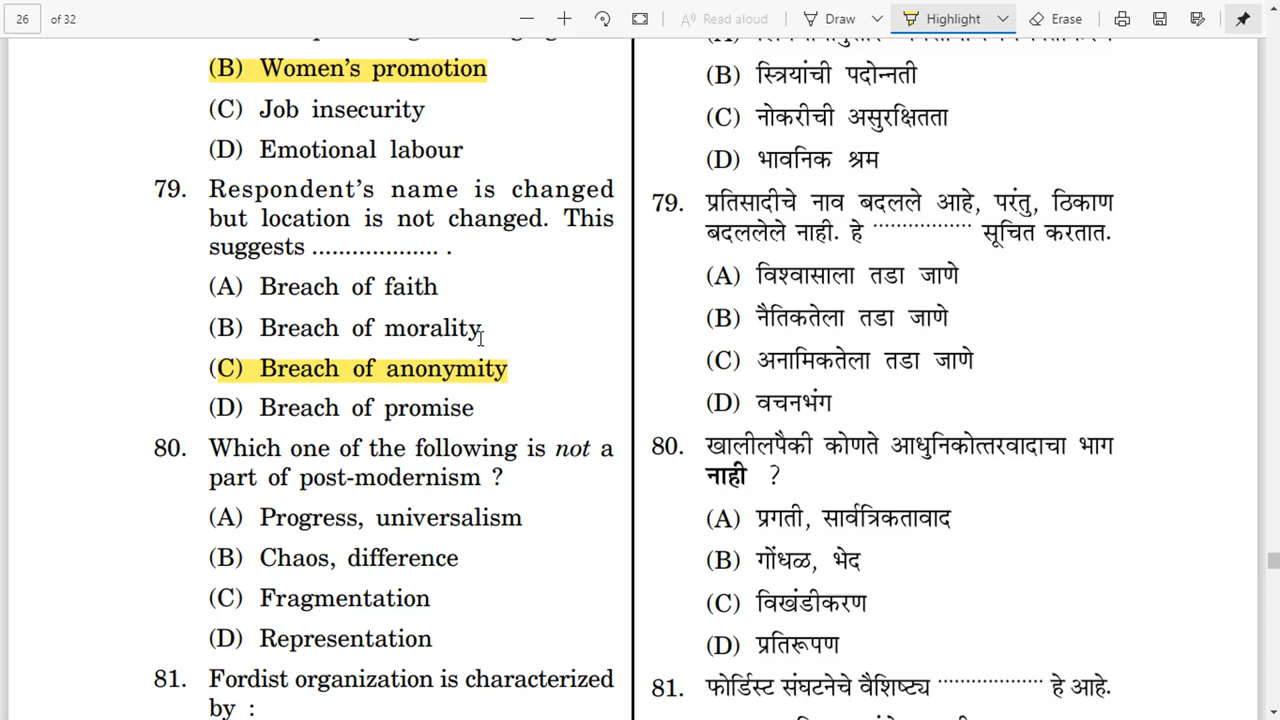 26 of 32
Read aloud
Draw
Highlight
Erase
(B) Women's promotion
(C) Job insecurity
(D) Emotional labour
79. Respondent's name is changed
but location is not changed. This
suggests ................... .
(A) Breach of faith
(B) Breach of morality
(C) Breach of anonymity
(D) Breach of promise
80. Which one of the following is not a
part of post-modernism ?
(A) Progress, universalism
(B) Chaos, difference
(C) Fragmentation
(D) Representation
81. Fordist organization is characterized
by :
(B) स्त्रियांची पदोन्नती
(C) नोकरीची असुरक्षितता
(D) भावनिक श्रम
79. प्रतिसादीचे नाव बदलले आहे, परंतु, ठिकाण
बदललेले नाही. हे ................... सूचित करतात.
(A) विश्वासाला तडा जाणे
(B) नैतिकतेला तडा जाणे
(C) अनामिकतेला तडा जाणे
(D) वचनभंग
80. खालीलपैकी कोणते आधुनिकोत्तरवादाचा भाग
नाही ?
(A) प्रगती, सार्वत्रिकतावाद
(B) गोंधळ, भेद
(C) विखंडीकरण
(D) प्रतिरूपण
81. फोर्डिस्ट संघटनेचे वैशिष्ट्य ................... हे आहे.